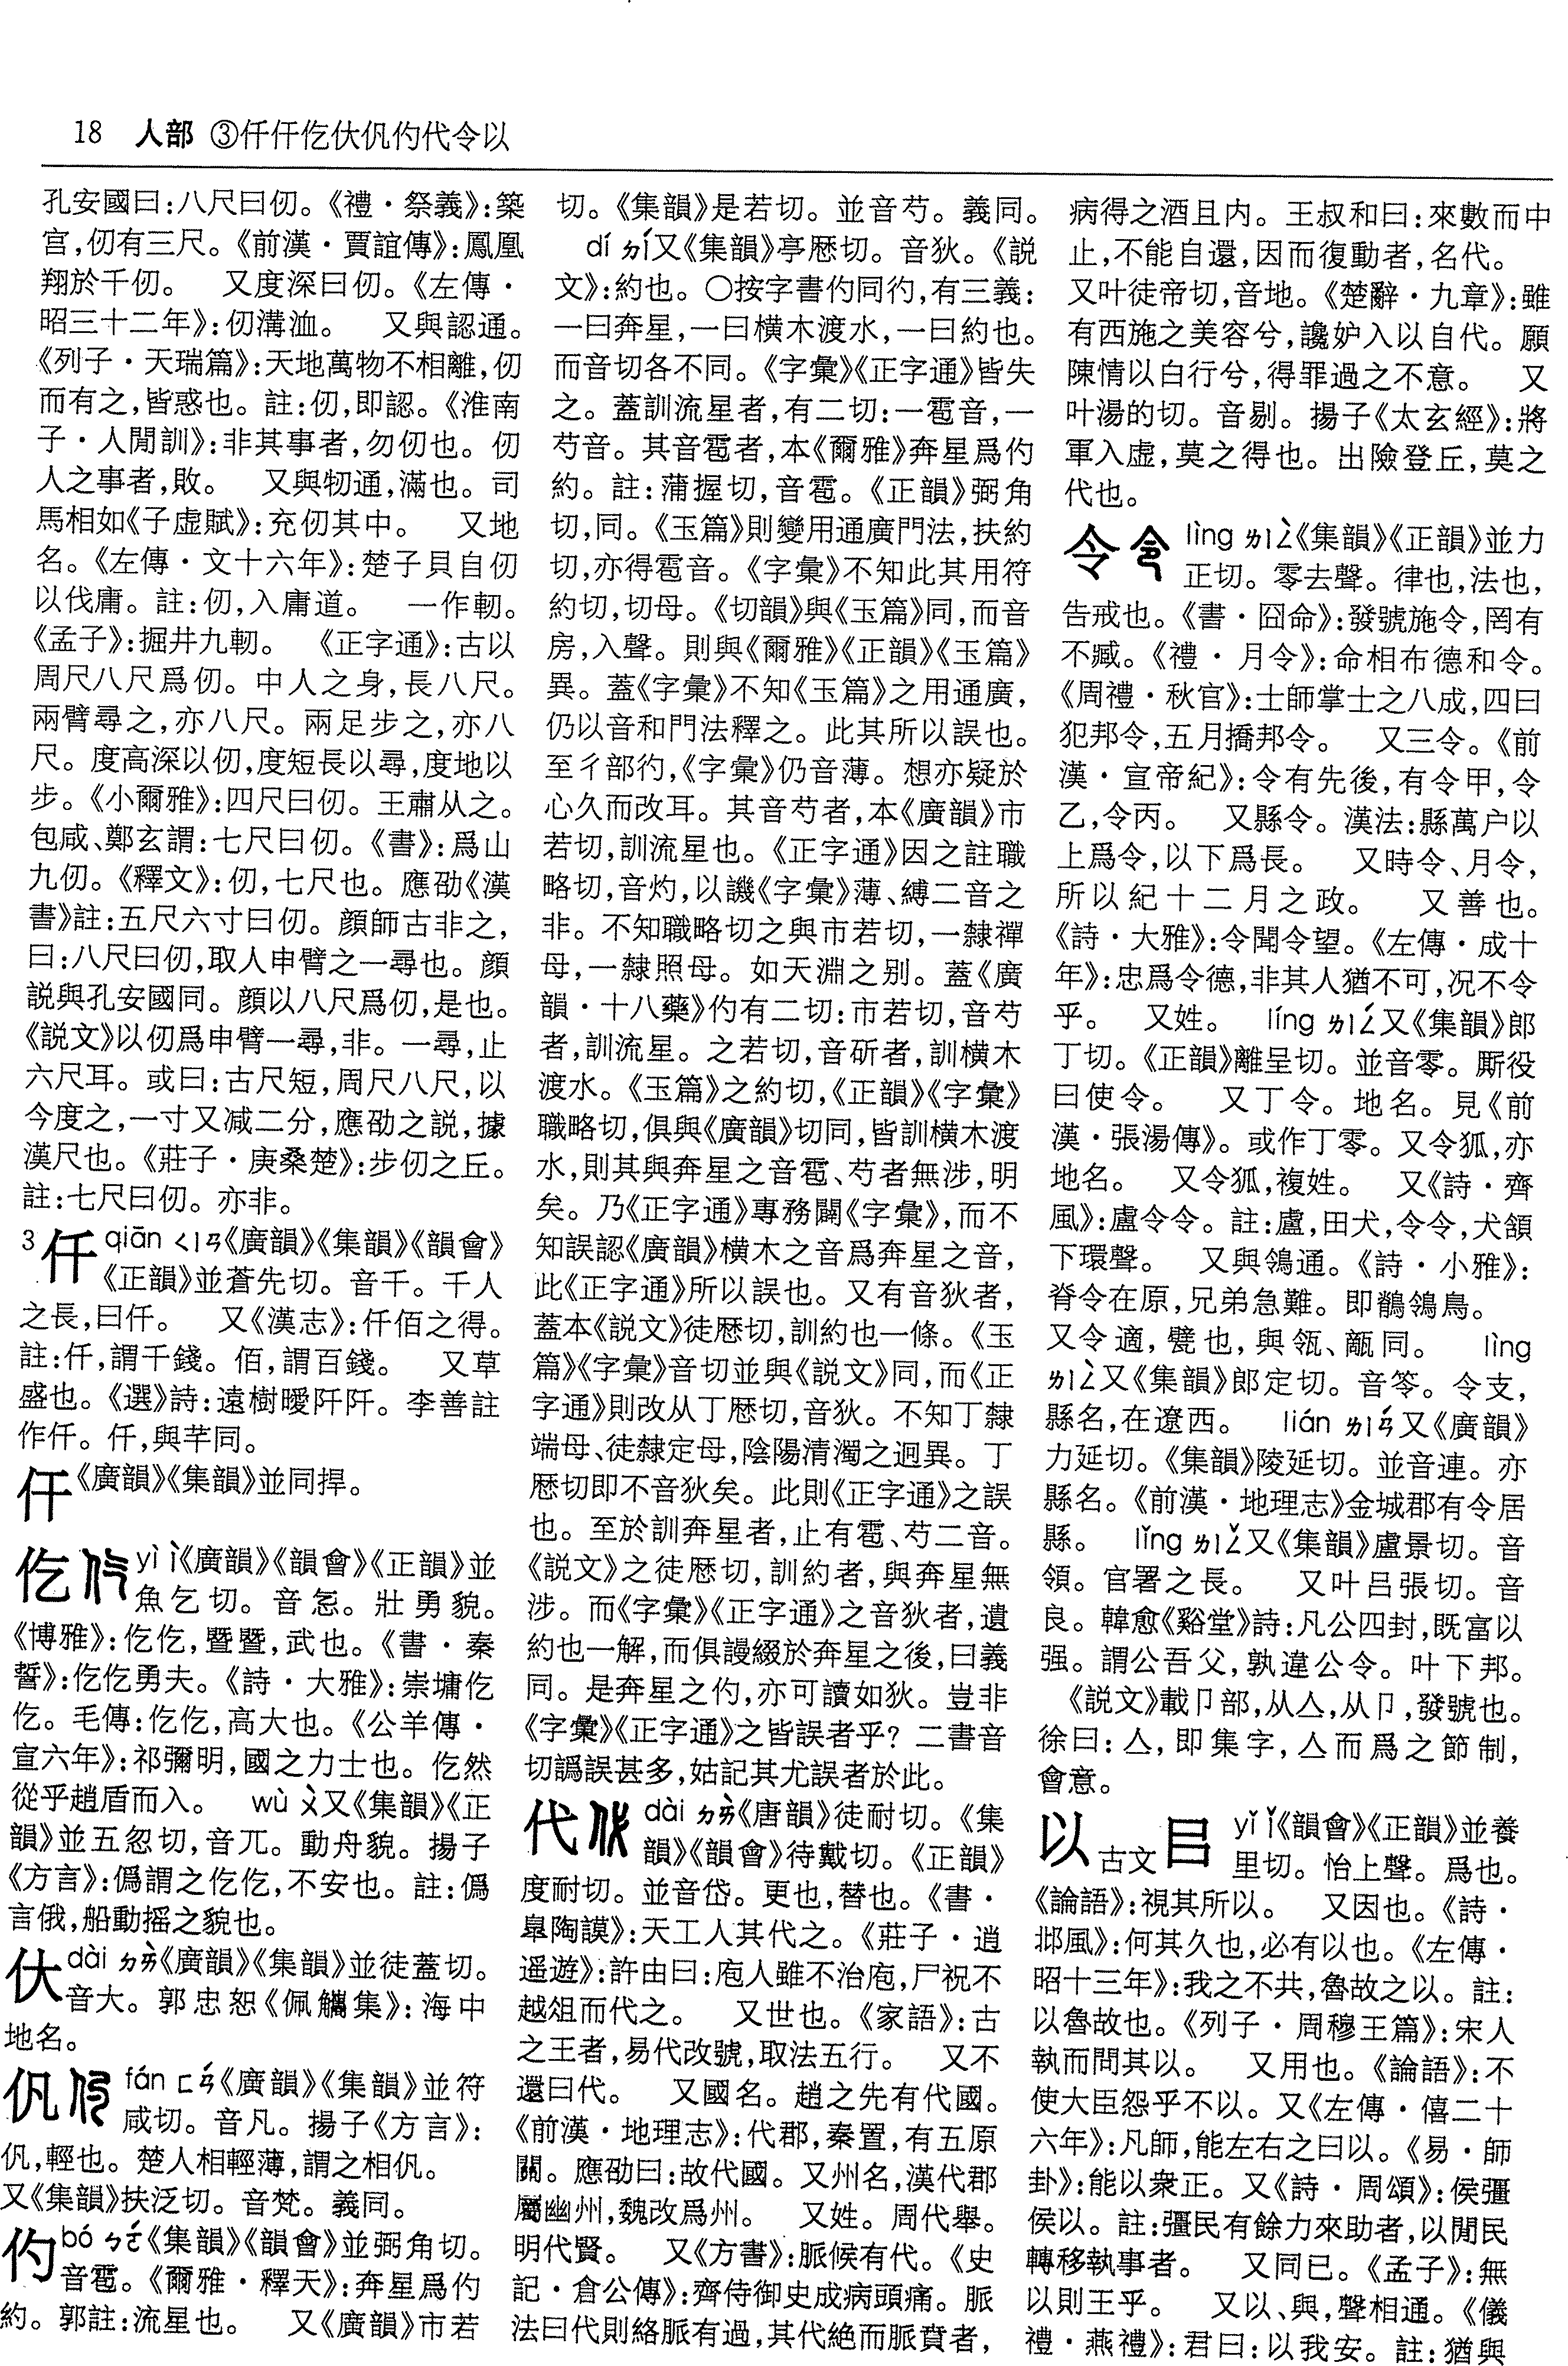 18 人部 ③仟仠仡伏仉仢代令以
孔安國曰:八尺曰仞。《禮·祭義》:築
宮,仞有三尺。《前漢·賈誼傳》:鳳凰
翔於千仞。 又度深曰仞。《左傳·
昭三十二年》:仞溝洫。 又與認通。
《列子·天瑞篇》:天地萬物不相離,仞
而有之,皆惑也。註:仞,即認。《淮南
子·人閒訓》:非其事者,勿仞也。仞
人之事者,敗。 又與牣通,滿也。司
馬相如《子虛賦》:充仞其中。 又地
名。《左傳·文十六年》:楚子貝自仞
以伐庸。註:仞,入庸道。 一作軔。
《孟子》:掘井九軔。 《正字通》:古以
周尺八尺爲仞。中人之身,長八尺。
兩臂尋之,亦八尺。兩足步之,亦八
尺。度高深以仞,度短長以尋,度地以
步。《小爾雅》:四尺曰仞。王肅从之。
包咸、鄭玄謂:七尺曰仞。《書》:爲山
九仞。《釋文》:仞,七尺也。應劭《漢
書》註:五尺六寸曰仞。顔師古非之,
曰:八尺曰仞,取人申臂之一尋也。顔
説與孔安國同。顔以八尺爲仞,是也。
《説文》以仞爲申臂一尋,非。一尋,止
六尺耳。或曰:古尺短,周尺八尺,以
今度之,一寸又减二分,應劭之説,據
漢尺也。《莊子·庚桑楚》:步仞之丘。
註:七尺曰仞。亦非。
3 仟 qiān ㄑㄧㄢ《廣韻》《集韻》《韻會》
《正韻》並蒼先切。音千。千人
之長,曰仟。 又《漢志》:仟佰之得。
註:仟,謂千錢。佰,謂百錢。 又草
盛也。《選》詩:遠樹曖阡阡。李善註
作仟。仟,與芊同。
仠 《廣韻》《集韻》並同捍。
仡 yì ㄧˋ《廣韻》《韻會》《正韻》並
魚乞切。音㐹。壯勇貌。
《博雅》:仡仡,暨暨,武也。《書·秦
誓》:仡仡勇夫。《詩·大雅》:崇墉仡
仡。毛傳:仡仡,高大也。《公羊傳·
宣六年》:祁彌明,國之力士也。仡然
從乎趙盾而入。 wù ㄨˋ又《集韻》《正
韻》並五忽切,音兀。動舟貌。揚子
《方言》:僞謂之仡仡,不安也。註:僞
言俄,船動摇之貌也。
㐲 dài ㄉㄞˋ《廣韻》《集韻》並徒蓋切。
音大。郭忠恕《佩觿集》:海中
地名。
㐳 fán ㄈㄢˊ《廣韻》《集韻》並符
咸切。音凡。揚子《方言》:
㐳,輕也。楚人相輕薄,謂之相㐳。
又《集韻》扶泛切。音梵。義同。
仢 bó ㄅㄛˊ《集韻》《韻會》並弼角切。
音雹。《爾雅·釋天》:奔星爲仢
約。郭註:流星也。 又《廣韻》市若
切。《集韻》是若切。並音芍。義同。
dí ㄉㄧˊ又《集韻》亭歷切。音狄。《説
文》:約也。〇按字書仢同彴,有三義:
一曰奔星,一曰横木渡水,一曰約也。
而音切各不同。《字彙》《正字通》皆失
之。蓋訓流星者,有二切:一雹音,一
芍音。其音雹者,本《爾雅》奔星爲仢
約。註:蒲握切,音雹。《正韻》弼角
切,同。《玉篇》則變用通廣門法,扶約
切,亦得雹音。《字彙》不知此其用符
約切,切母。《切韻》與《玉篇》同,而音
房,入聲。則與《爾雅》《正韻》《玉篇》
異。蓋《字彙》不知《玉篇》之用通廣,
仍以音和門法釋之。此其所以誤也。
至彳部彴,《字彙》仍音薄。想亦疑於
心久而改耳。其音芍者,本《廣韻》市
若切,訓流星也。《正字通》因之註職
略切,音灼,以譏《字彙》薄、縛二音之
非。不知職略切之與市若切,一隸禪
母,一隸照母。如天淵之别。蓋《廣
韻·十八藥》仢有二切:市若切,音芍
者,訓流星。之若切,音斫者,訓横木
渡水。《玉篇》之約切,《正韻》《字彙》
職略切,俱與《廣韻》切同,皆訓横木渡
水,則其與奔星之音雹、芍者無涉,明
矣。乃《正字通》專務闢《字彙》,而不
知誤認《廣韻》横木之音爲奔星之音,
此《正字通》所以誤也。又有音狄者,
蓋本《説文》徒歷切,訓約也一條。《玉
篇》《字彙》音切並與《説文》同,而《正
字通》則改从丁歷切,音狄。不知丁隸
端母、徒隸定母,陰陽清濁之迥異。丁
歷切即不音狄矣。此則《正字通》之誤
也。至於訓奔星者,止有雹、芍二音。
《説文》之徒歷切,訓約者,與奔星無
涉。而《字彙》《正字通》之音狄者,遺
約也一解,而俱謾綴於奔星之後,曰義
同。是奔星之仢,亦可讀如狄。豈非
《字彙》《正字通》之皆誤者乎?二書音
切譌誤甚多,姑記其尤誤者於此。
代 dài ㄉㄞˋ《唐韻》徒耐切。《集
韻》《韻會》待戴切。《正韻》
度耐切。並音岱。更也,替也。《書·
皋陶謨》:天工人其代之。《莊子·逍
遥遊》:許由曰:庖人雖不治庖,尸祝不
越俎而代之。 又世也。《家語》:古
之王者,易代改號,取法五行。 又不
還曰代。 又國名。趙之先有代國。
《前漢·地理志》:代郡,秦置,有五原
關。應劭曰:故代國。又州名,漢代郡
屬幽州,魏改爲州。 又姓。周代舉。
明代賢。 又《方書》:脈候有代。《史
記·倉公傳》:齊侍御史成病頭痛。脈
法曰代則絡脈有過,其代絶而脈賁者,
病得之酒且内。王叔和曰:來數而中
止,不能自還,因而復動者,名代。
又叶徒帝切,音地。《楚辭·九章》:雖
有西施之美容兮,讒妒入以自代。願
陳情以白行兮,得罪過之不意。 又
叶湯的切。音剔。揚子《太玄經》:將
軍入虚,莫之得也。出險登丘,莫之
代也。
令 lìng ㄌㄧㄥˋ《集韻》《正韻》並力
正切。零去聲。律也,法也,
告戒也。《書·囧命》:發號施令,罔有
不臧。《禮·月令》:命相布德和令。
《周禮·秋官》:士師掌士之八成,四曰
犯邦令,五月撟邦令。 又三令。《前
漢·宣帝紀》:令有先後,有令甲,令
乙,令丙。 又縣令。漢法:縣萬户以
上爲令,以下爲長。 又時令、月令,
所以紀十二月之政。 又善也。
《詩·大雅》:令聞令望。《左傳·成十
年》:忠爲令德,非其人猶不可,况不令
乎。 又姓。 líng ㄌㄧㄥˊ又《集韻》郎
丁切。《正韻》離呈切。並音零。厮役
曰使令。 又丁令。地名。見《前
漢·張湯傳》。或作丁零。又令狐,亦
地名。 又令狐,複姓。 又《詩·齊
風》:盧令令。註:盧,田犬,令令,犬頷
下環聲。 又與鴒通。《詩·小雅》:
脊令在原,兄弟急難。即鶺鴒鳥。
又令適,甓也,與瓴、㼾同。 lìng
ㄌㄧㄥˋ又《集韻》郎定切。音笭。令支,
縣名,在遼西。 lián ㄌㄧㄢˊ又《廣韻》
力延切。《集韻》陵延切。並音連。亦
縣名。《前漢·地理志》金城郡有令居
縣。 lǐng ㄌㄧㄥˇ又《集韻》盧景切。音
領。官署之長。 又叶吕張切。音
良。韓愈《谿堂》詩:凡公四封,既富以
强。謂公吾父,孰違公令。叶下邦。
《説文》載卩部,从亼,从卩,發號也。
徐曰:亼,即集字,亼而爲之節制,
會意。
以 古文 㠯 yǐ ㄧˇ《韻會》《正韻》並養
里切。怡上聲。爲也。
《論語》:視其所以。 又因也。《詩·
邶風》:何其久也,必有以也。《左傳·
昭十三年》:我之不共,魯故之以。註:
以魯故也。《列子·周穆王篇》:宋人
執而問其以。 又用也。《論語》:不
使大臣怨乎不以。又《左傳·僖二十
六年》:凡師,能左右之曰以。《易·師
卦》:能以衆正。又《詩·周頌》:侯彊
侯以。註:彊民有餘力來助者,以閒民
轉移執事者。 又同已。《孟子》:無
以則王乎。 又以、與,聲相通。《儀
禮·燕禮》:君曰:以我安。註:猶與